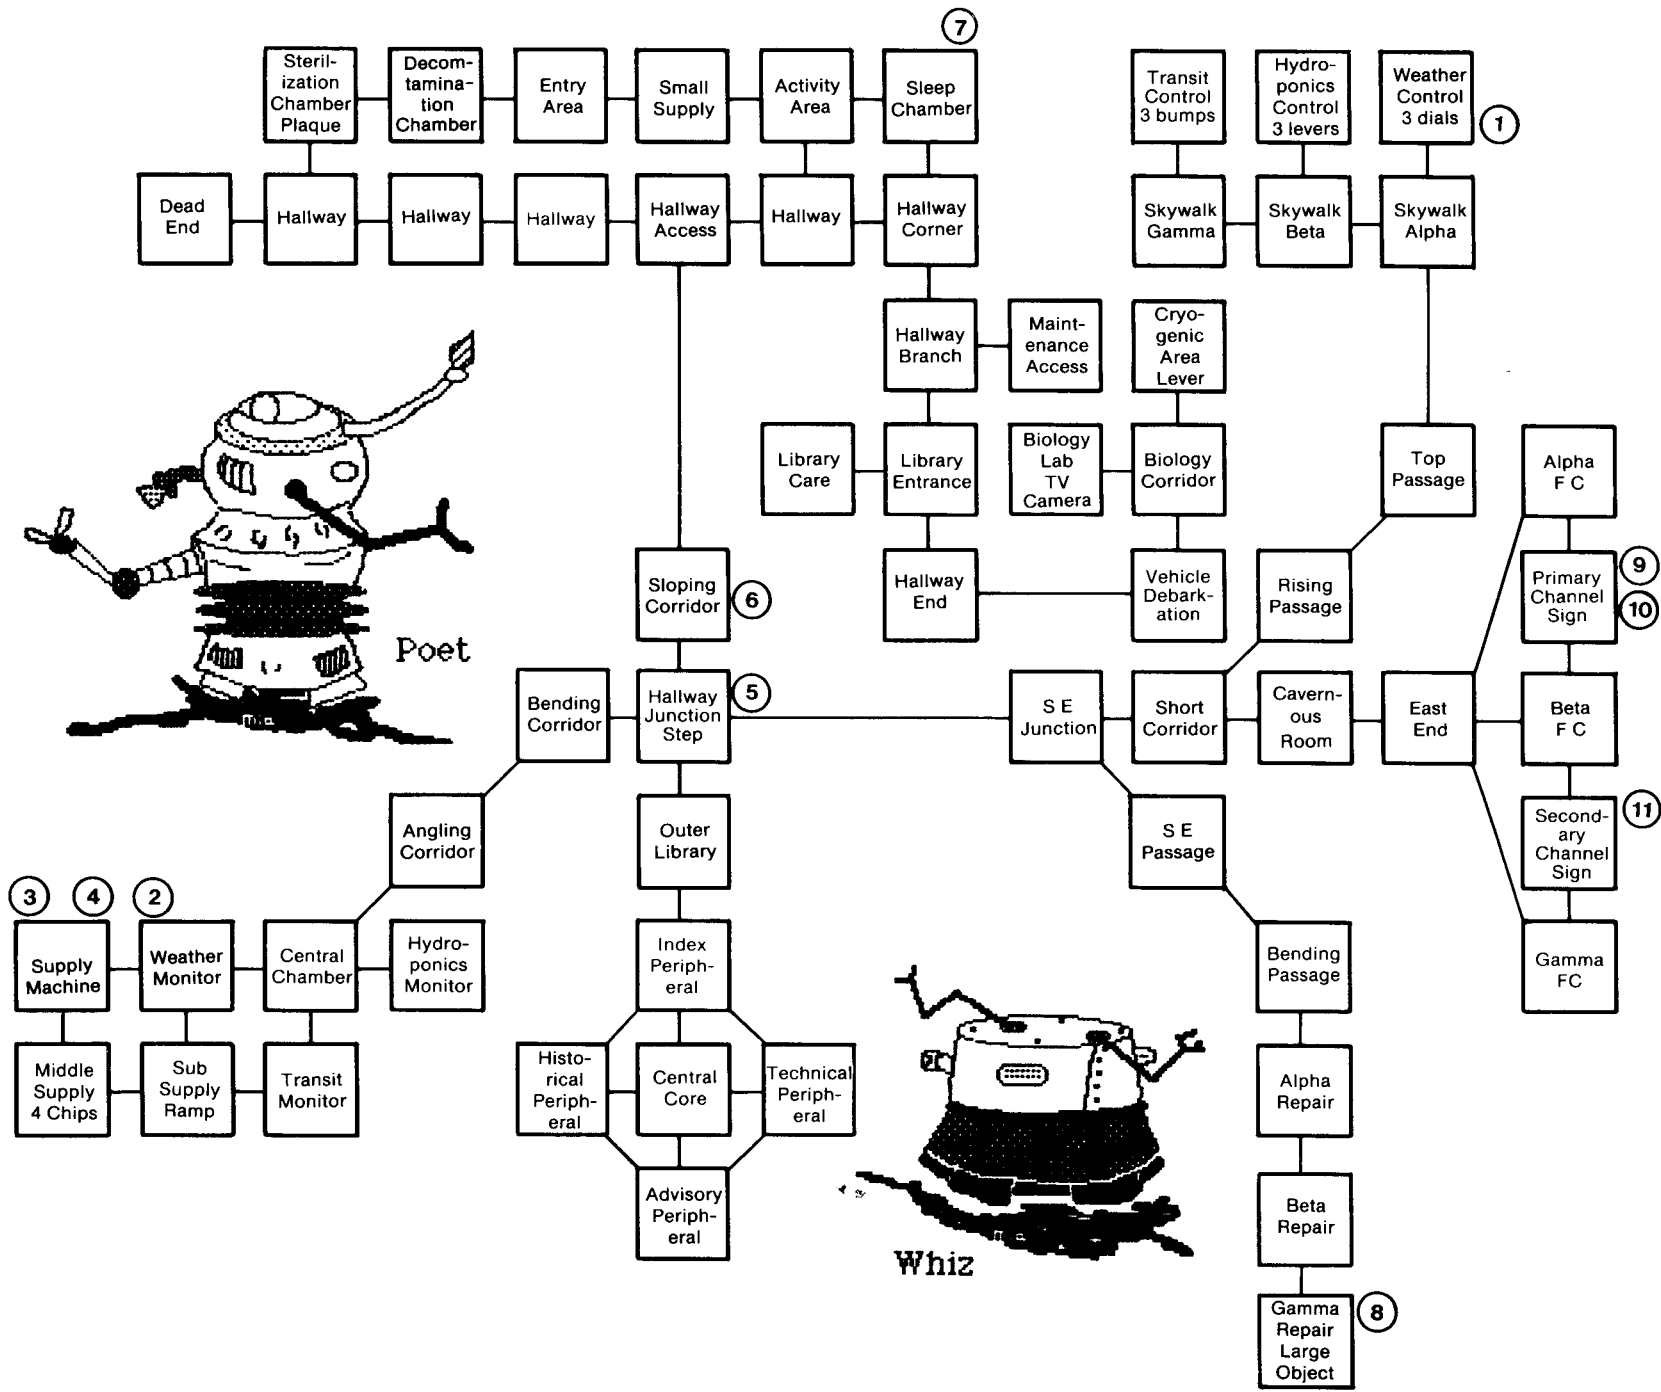 7
Steril-
ization
Chamber
Plaque
Decom-
tamina-
tion
Chamber
Entry
Area
Small
Supply
Activity
Area
Sleep
Chamber
Transit
Control
3 bumps
Hydro-
ponics
Control
3 levers
Weather
Control
3 dials
1
Dead
End
Hallway
Hallway
Hallway
Hallway
Access
Hallway
Hallway
Corner
Skywalk
Gamma
Skywalk
Beta
Skywalk
Alpha
Hallway
Branch
Maint-
enance
Access
Cryo-
genic
Area
Lever
Library
Care
Library
Entrance
Biology
Lab
TV
Camera
Biology
Corridor
Top
Passage
Alpha
F C
Sloping
Corridor
6
Hallway
End
Vehicle
Debark-
ation
Rising
Passage
Primary
Channel
Sign
9
10
Poet
Bending
Corridor
Hallway
Junction
Step
5
S E
Junction
Short
Corridor
Cavern-
ous
Room
East
End
Beta
F C
Angling
Corridor
Outer
Library
S E
Passage
Second-
ary
Channel
Sign
11
3
4
2
Supply
Machine
Weather
Monitor
Central
Chamber
Hydro-
ponics
Monitor
Index
Periph-
eral
Bending
Passage
Gamma
FC
Middle
Supply
4 Chips
Sub
Supply
Ramp
Transit
Monitor
Histo-
rical
Periph-
eral
Central
Core
Technical
Periph-
eral
Alpha
Repair
Advisory
Periph-
eral
Beta
Repair
Whiz
Gamma
Repair
Large
Object
8